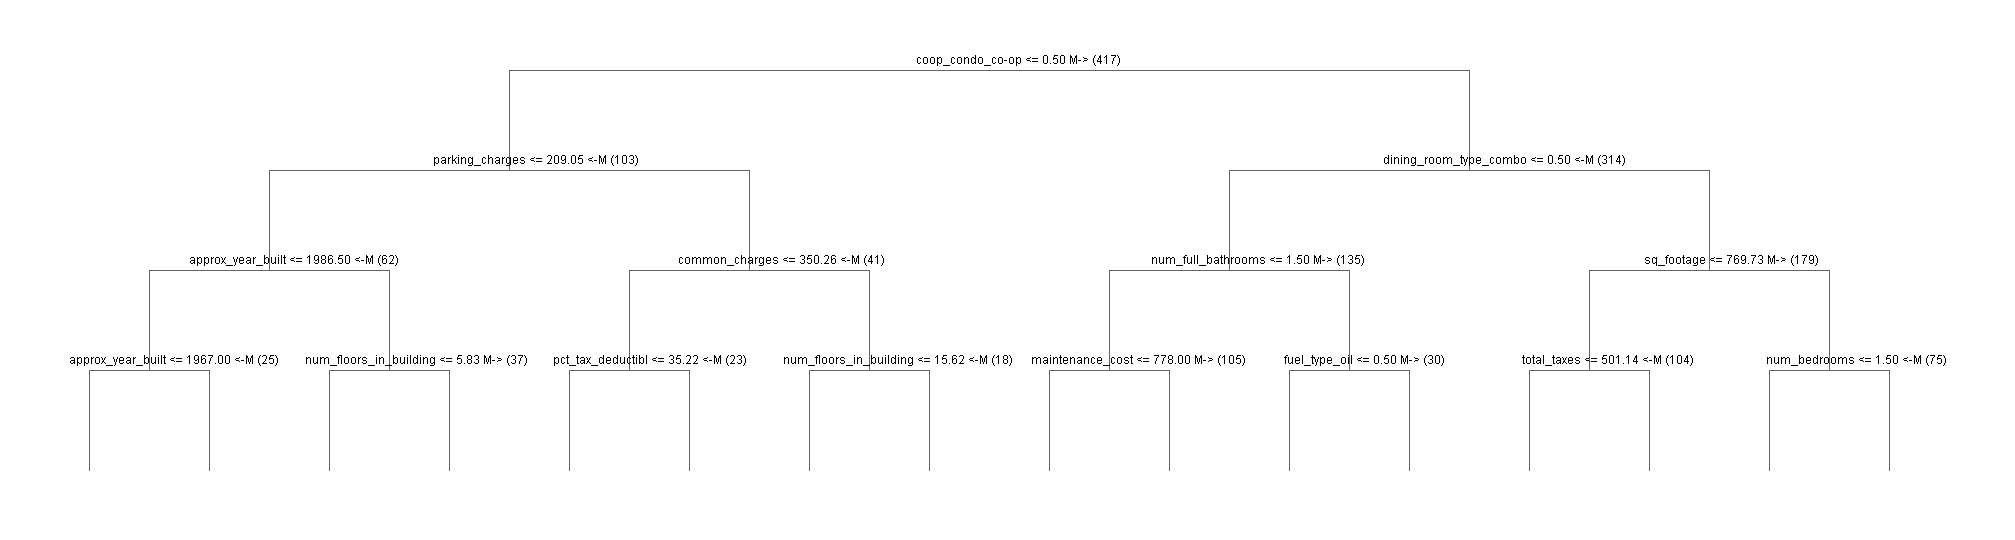 coop_condo_co-op <= 0.50 M-> (417)
parking_charges <= 209.05 <-M (103)
dining_room_type_combo <= 0.50 <-M (314)
approx_year_built <= 1986.50 <-M (62)
common_charges <= 350.26 <-M (41)
num_full_bathrooms <= 1.50 M-> (135)
sq_footage <= 769.73 M-> (179)
approx_year_built <= 1967.00 <-M (25)
num_floors_in_building <= 5.83 M-> (37)
pct_tax_deductibl <= 35.22 <-M (23)
num_floors_in_building <= 15.62 <-M (18)
maintenance_cost <= 778.00 M-> (105)
fuel_type_oil <= 0.50 M-> (30)
total_taxes <= 501.14 <-M (104)
num_bedrooms <= 1.50 <-M (75)